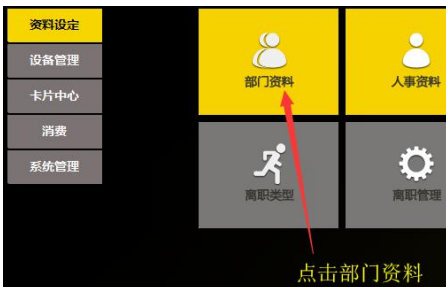 资料设定
设备管理
卡片中心
消费
系统管理
部门资料
人事资料
离职类型
离职管理
点击部门资料